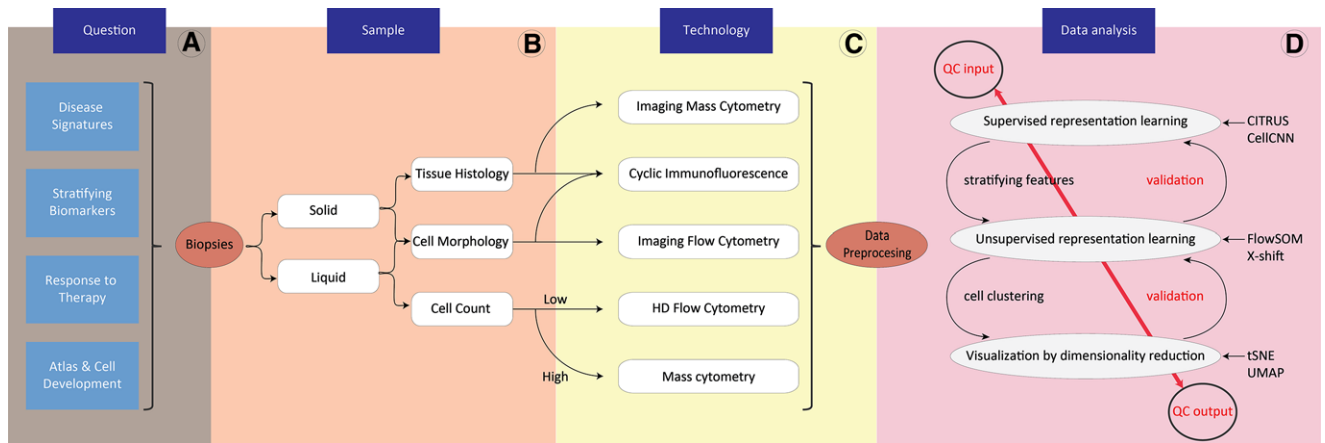 Question
A
Disease
Signatures
Stratifying
Biomarkers
Response to
Therapy
Atlas & Cell
Development
Sample
B
Biopsies
Solid
Liquid
Tissue Histology
Cell Morphology
Cell Count
Low
High
Technology
C
Imaging Mass Cytometry
Cyclic Immunofluorescence
Imaging Flow Cytometry
HD Flow Cytometry
Mass cytometry
Data
Preprocesing
Data analysis
D
QC input
Supervised representation learning
CITRUS
CellCNN
stratifying features
validation
Unsupervised representation learning
FlowSOM
X-shift
cell clustering
validation
Visualization by dimensionality reduction
tSNE
UMAP
QC output